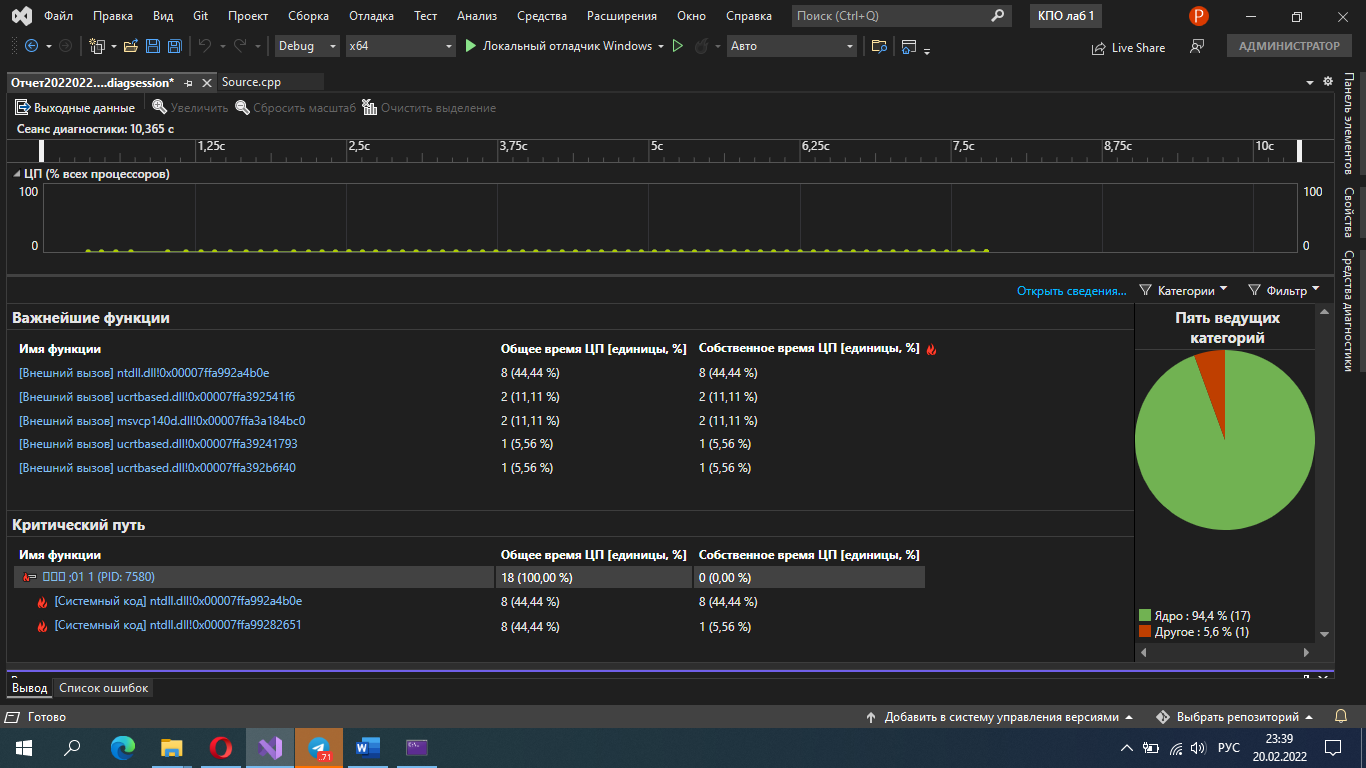 Файл Правка Вид Git Проект Сборка Отладка Тест Анализ Средства Расширения Окно Справка Поиск (Ctrl+Q) КПО лаб 1 P
Debug x64 Локальный отладчик Windows Авто Live Share АДМИНИСТРАТОР
Отчет2022022....diagsession* Source.cpp
Выходные данные Увеличить Сбросить масштаб Очистить выделение
Сеанс диагностики: 10,365 с
1,25с 2,5с 3,75с 5с 6,25с 7,5с 8,75с 10с
ЦП (% всех процессоров)
100 100
0 0
Открыть сведения... Категории Фильтр
Важнейшие функции
Имя функции Общее время ЦП [единицы, %] Собственное время ЦП [единицы, %]
[Внешний вызов] ntdll.dll!0x00007ffa992a4b0e 8 (44,44 %) 8 (44,44 %)
[Внешний вызов] ucrtbased.dll!0x00007ffa392541f6 2 (11,11 %) 2 (11,11 %)
[Внешний вызов] msvcp140d.dll!0x00007ffa3a184bc0 2 (11,11 %) 2 (11,11 %)
[Внешний вызов] ucrtbased.dll!0x00007ffa39241793 1 (5,56 %) 1 (5,56 %)
[Внешний вызов] ucrtbased.dll!0x00007ffa392b6f40 1 (5,56 %) 1 (5,56 %)
Критический путь
Имя функции Общее время ЦП [единицы, %] Собственное время ЦП [единицы, %]
▯▯▯ ;01 1 (PID: 7580) 18 (100,00 %) 0 (0,00 %)
[Системный код] ntdll.dll!0x00007ffa992a4b0e 8 (44,44 %) 8 (44,44 %)
[Системный код] ntdll.dll!0x00007ffa99282651 8 (44,44 %) 1 (5,56 %)
Пять ведущих
категорий
Ядро : 94,4 % (17)
Другое : 5,6 % (1)
Панель элементов
Свойства
Средства диагностики
Вывод Список ошибок
Готово Добавить в систему управления версиями Выбрать репозиторий
..71 РУС 23:39
20.02.2022